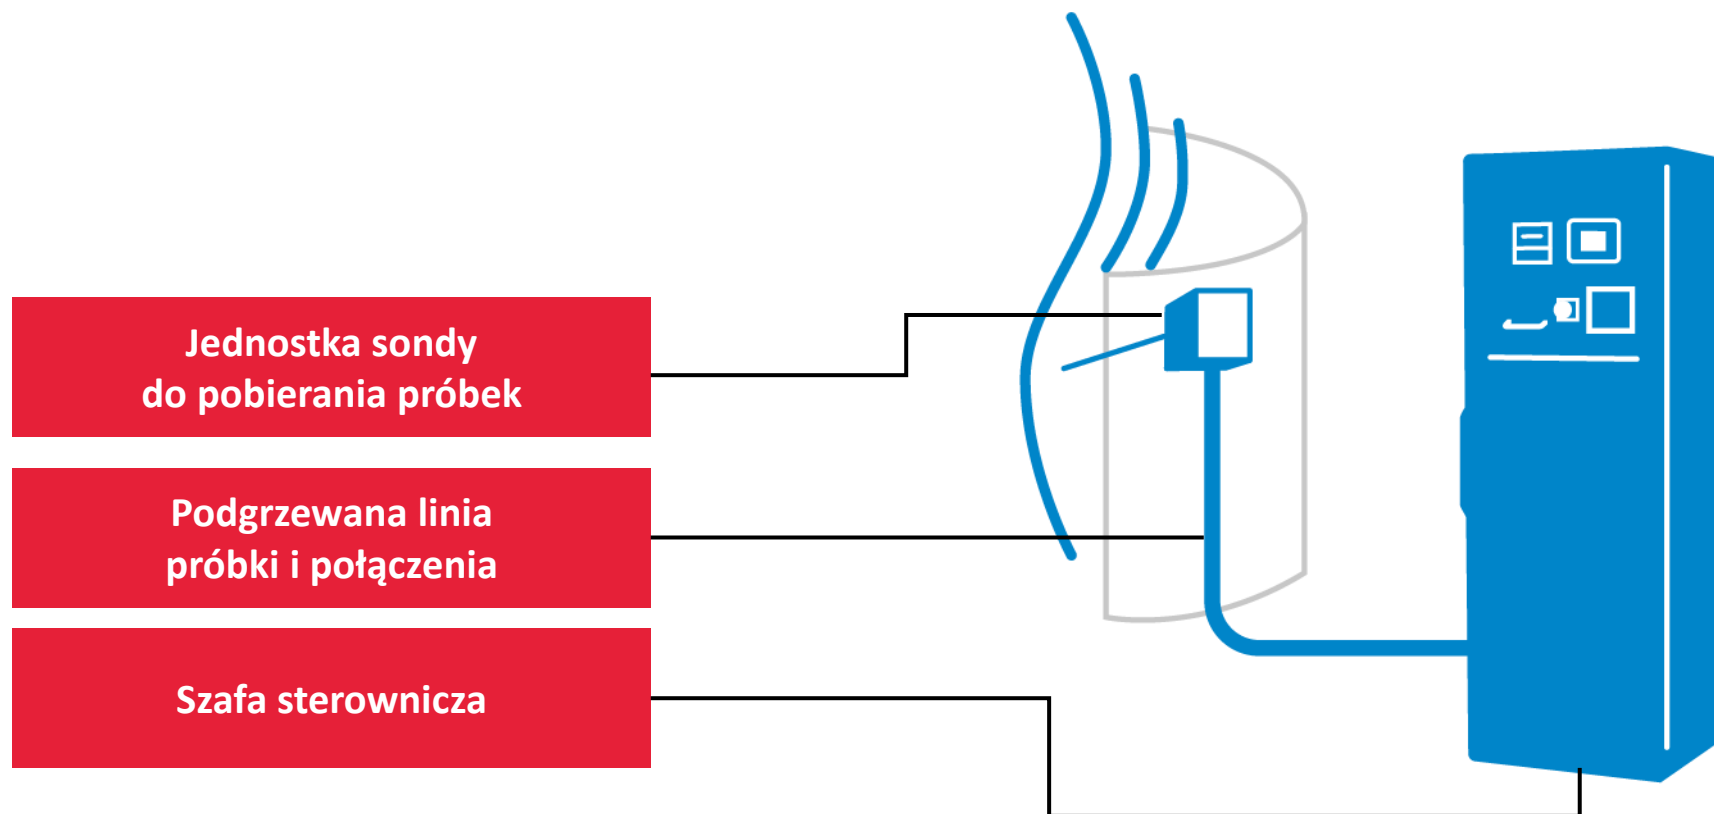 Jednostka sondy
do pobierania próbek
Podgrzewana linia
próbki i połączenia
Szafa sterownicza